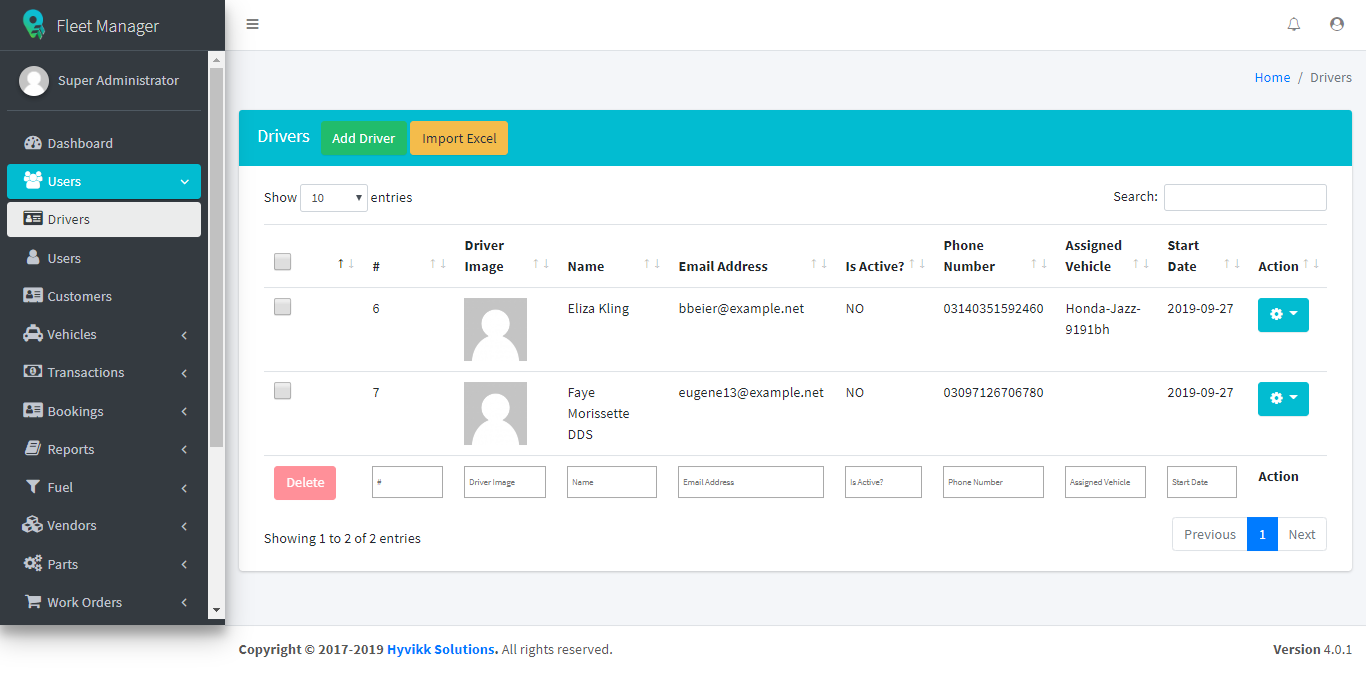 Fleet Manager
Super Administrator
Dashboard
Users
Drivers
Users
Customers
Vehicles
Transactions
Bookings
Reports
Fuel
Vendors
Parts
Work Orders
Home / Drivers
Drivers Add Driver Import Excel
Show 10 entries Search:
# Driver Image Name Email Address Is Active? Phone Number Assigned Vehicle Start Date Action
6 Eliza Kling bbeier@example.net NO 03140351592460 Honda-Jazz-9191bh 2019-09-27
7 Faye Morissette DDS eugene13@example.net NO 03097126706780 2019-09-27
Delete # Driver Image Name Email Address Is Active? Phone Number Assigned Vehicle Start Date Action
Showing 1 to 2 of 2 entries Previous 1 Next
Copyright © 2017-2019 Hyvikk Solutions. All rights reserved. Version 4.0.1